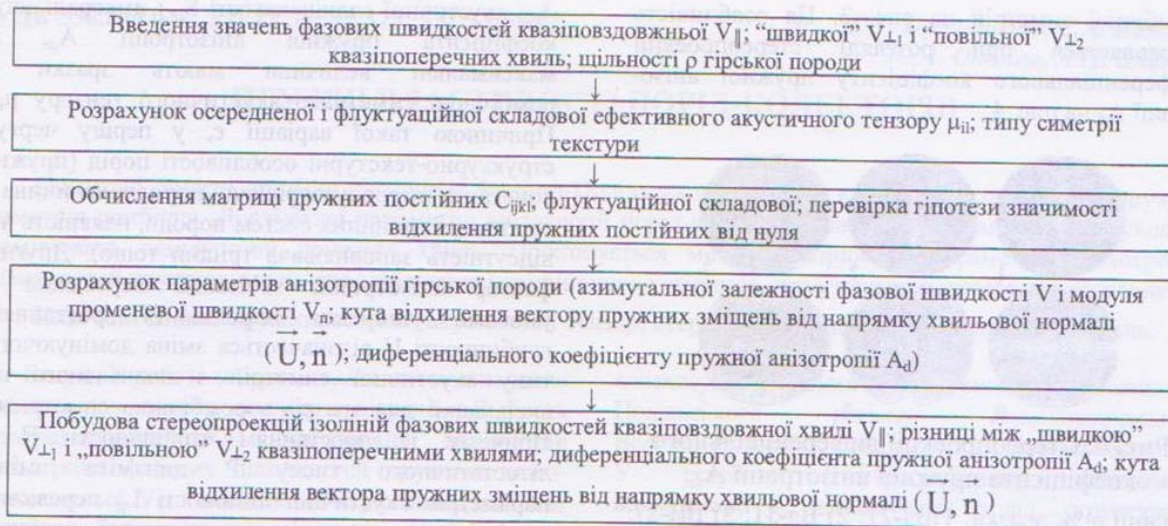 Введення значень фазових швидкостей квазіповздовжньої V∥; “швидкої” V⊥1 і “повільної” V⊥2
квазіпоперечних хвиль; щільності ρ гірської породи
Розрахунок осередненої і флуктуаційної складової ефективного акустичного тензору μil; типу симетрії
текстури
Обчислення матриці пружних постійних Cijkl; флуктуаційної складової; перевірка гіпотези значимості
відхилення пружних постійних від нуля
Розрахунок параметрів анізотропії гірської породи (азимутальної залежності фазової швидкості V і модуля
променевої швидкості Vп; кута відхилення вектору пружних зміщень від напрямку хвильової нормалі
U, n ); диференціального коефіцієнту пружної анізотропії Ad)
Побудова стереопроекцій ізоліній фазових швидкостей квазіповздовжної хвилі V∥; різниці між „швидкою”
V⊥1 і „повільною” V⊥2 квазіпоперечними хвилями; диференціального коефіцієнту пружної анізотропії Ad; кута
відхилення вектора пружних зміщень від напрямку хвильової нормалі ( U, n )